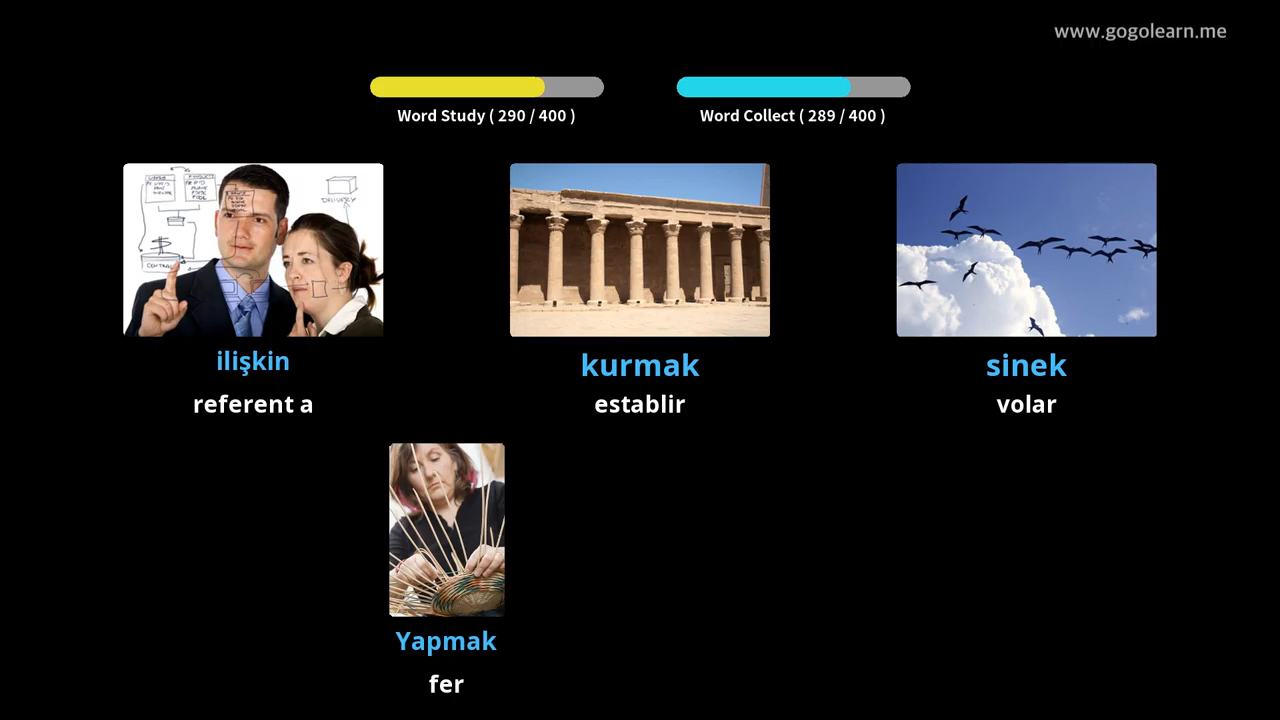 www.gogolearn.me
Word Study ( 290 / 400 )
Word Collect ( 289 / 400 )
DELIVERY
ilişkin
kurmak
sinek
referent a
establir
volar
Yapmak
fer